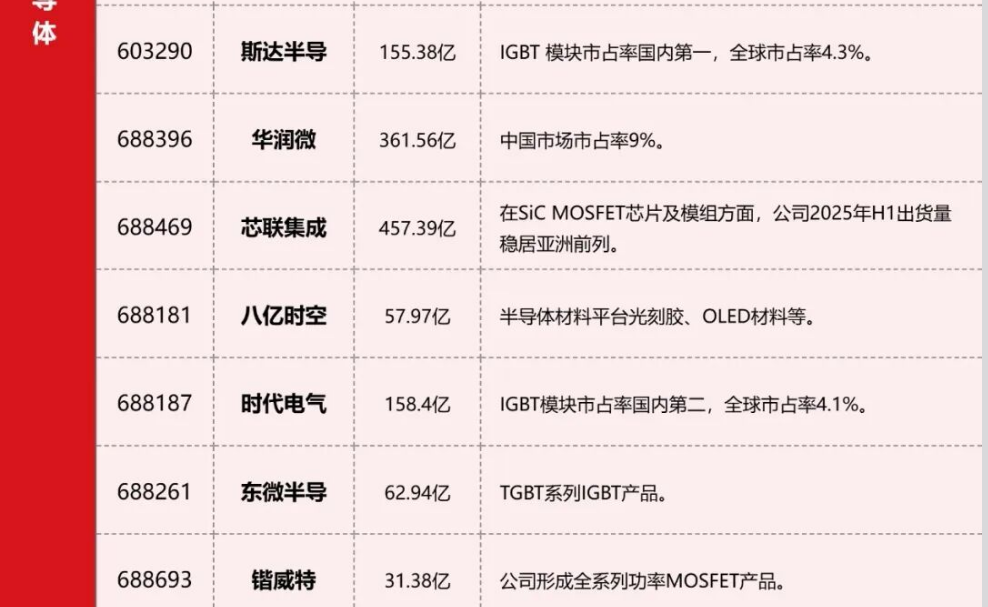 体
603290 斯达半导 155.38亿 IGBT 模块市占率国内第一，全球市占率4.3%。
688396 华润微 361.56亿 中国市场市占率9%。
688469 芯联集成 457.39亿 在SiC MOSFET芯片及模组方面，公司2025年H1出货量
稳居亚洲前列。
688181 八亿时空 57.97亿 半导体材料平台光刻胶、OLED材料等。
688187 时代电气 158.4亿 IGBT模块市占率国内第二，全球市占率4.1%。
688261 东微半导 62.94亿 TGBT系列IGBT产品。
688693 锴威特 31.38亿 公司形成全系列功率MOSFET产品。